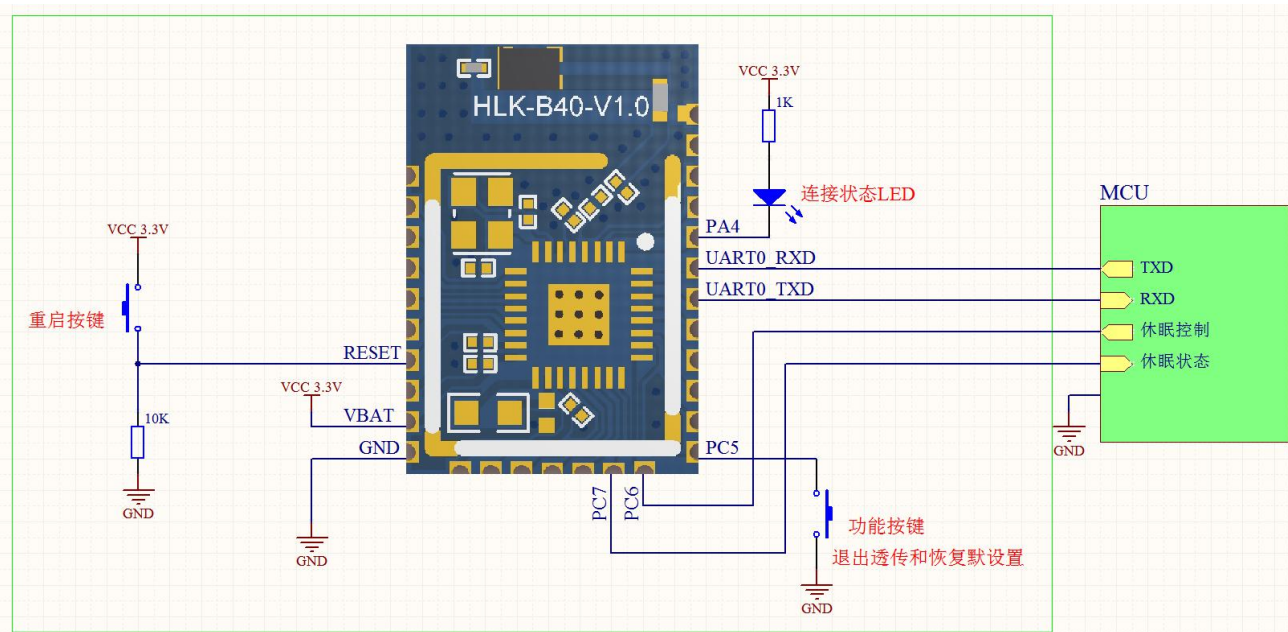 HLK-B40-V1.0
VCC 3.3V
1K
连接状态LED
PA4
UART0_RXD
UART0_TXD
MCU
TXD
RXD
休眠控制
休眠状态
GND
VCC 3.3V
重启按键
RESET
VCC 3.3V
10K
VBAT
GND
GND
GND
PC7
PC6
PC5
功能按键
退出透传和恢复默设置
GND